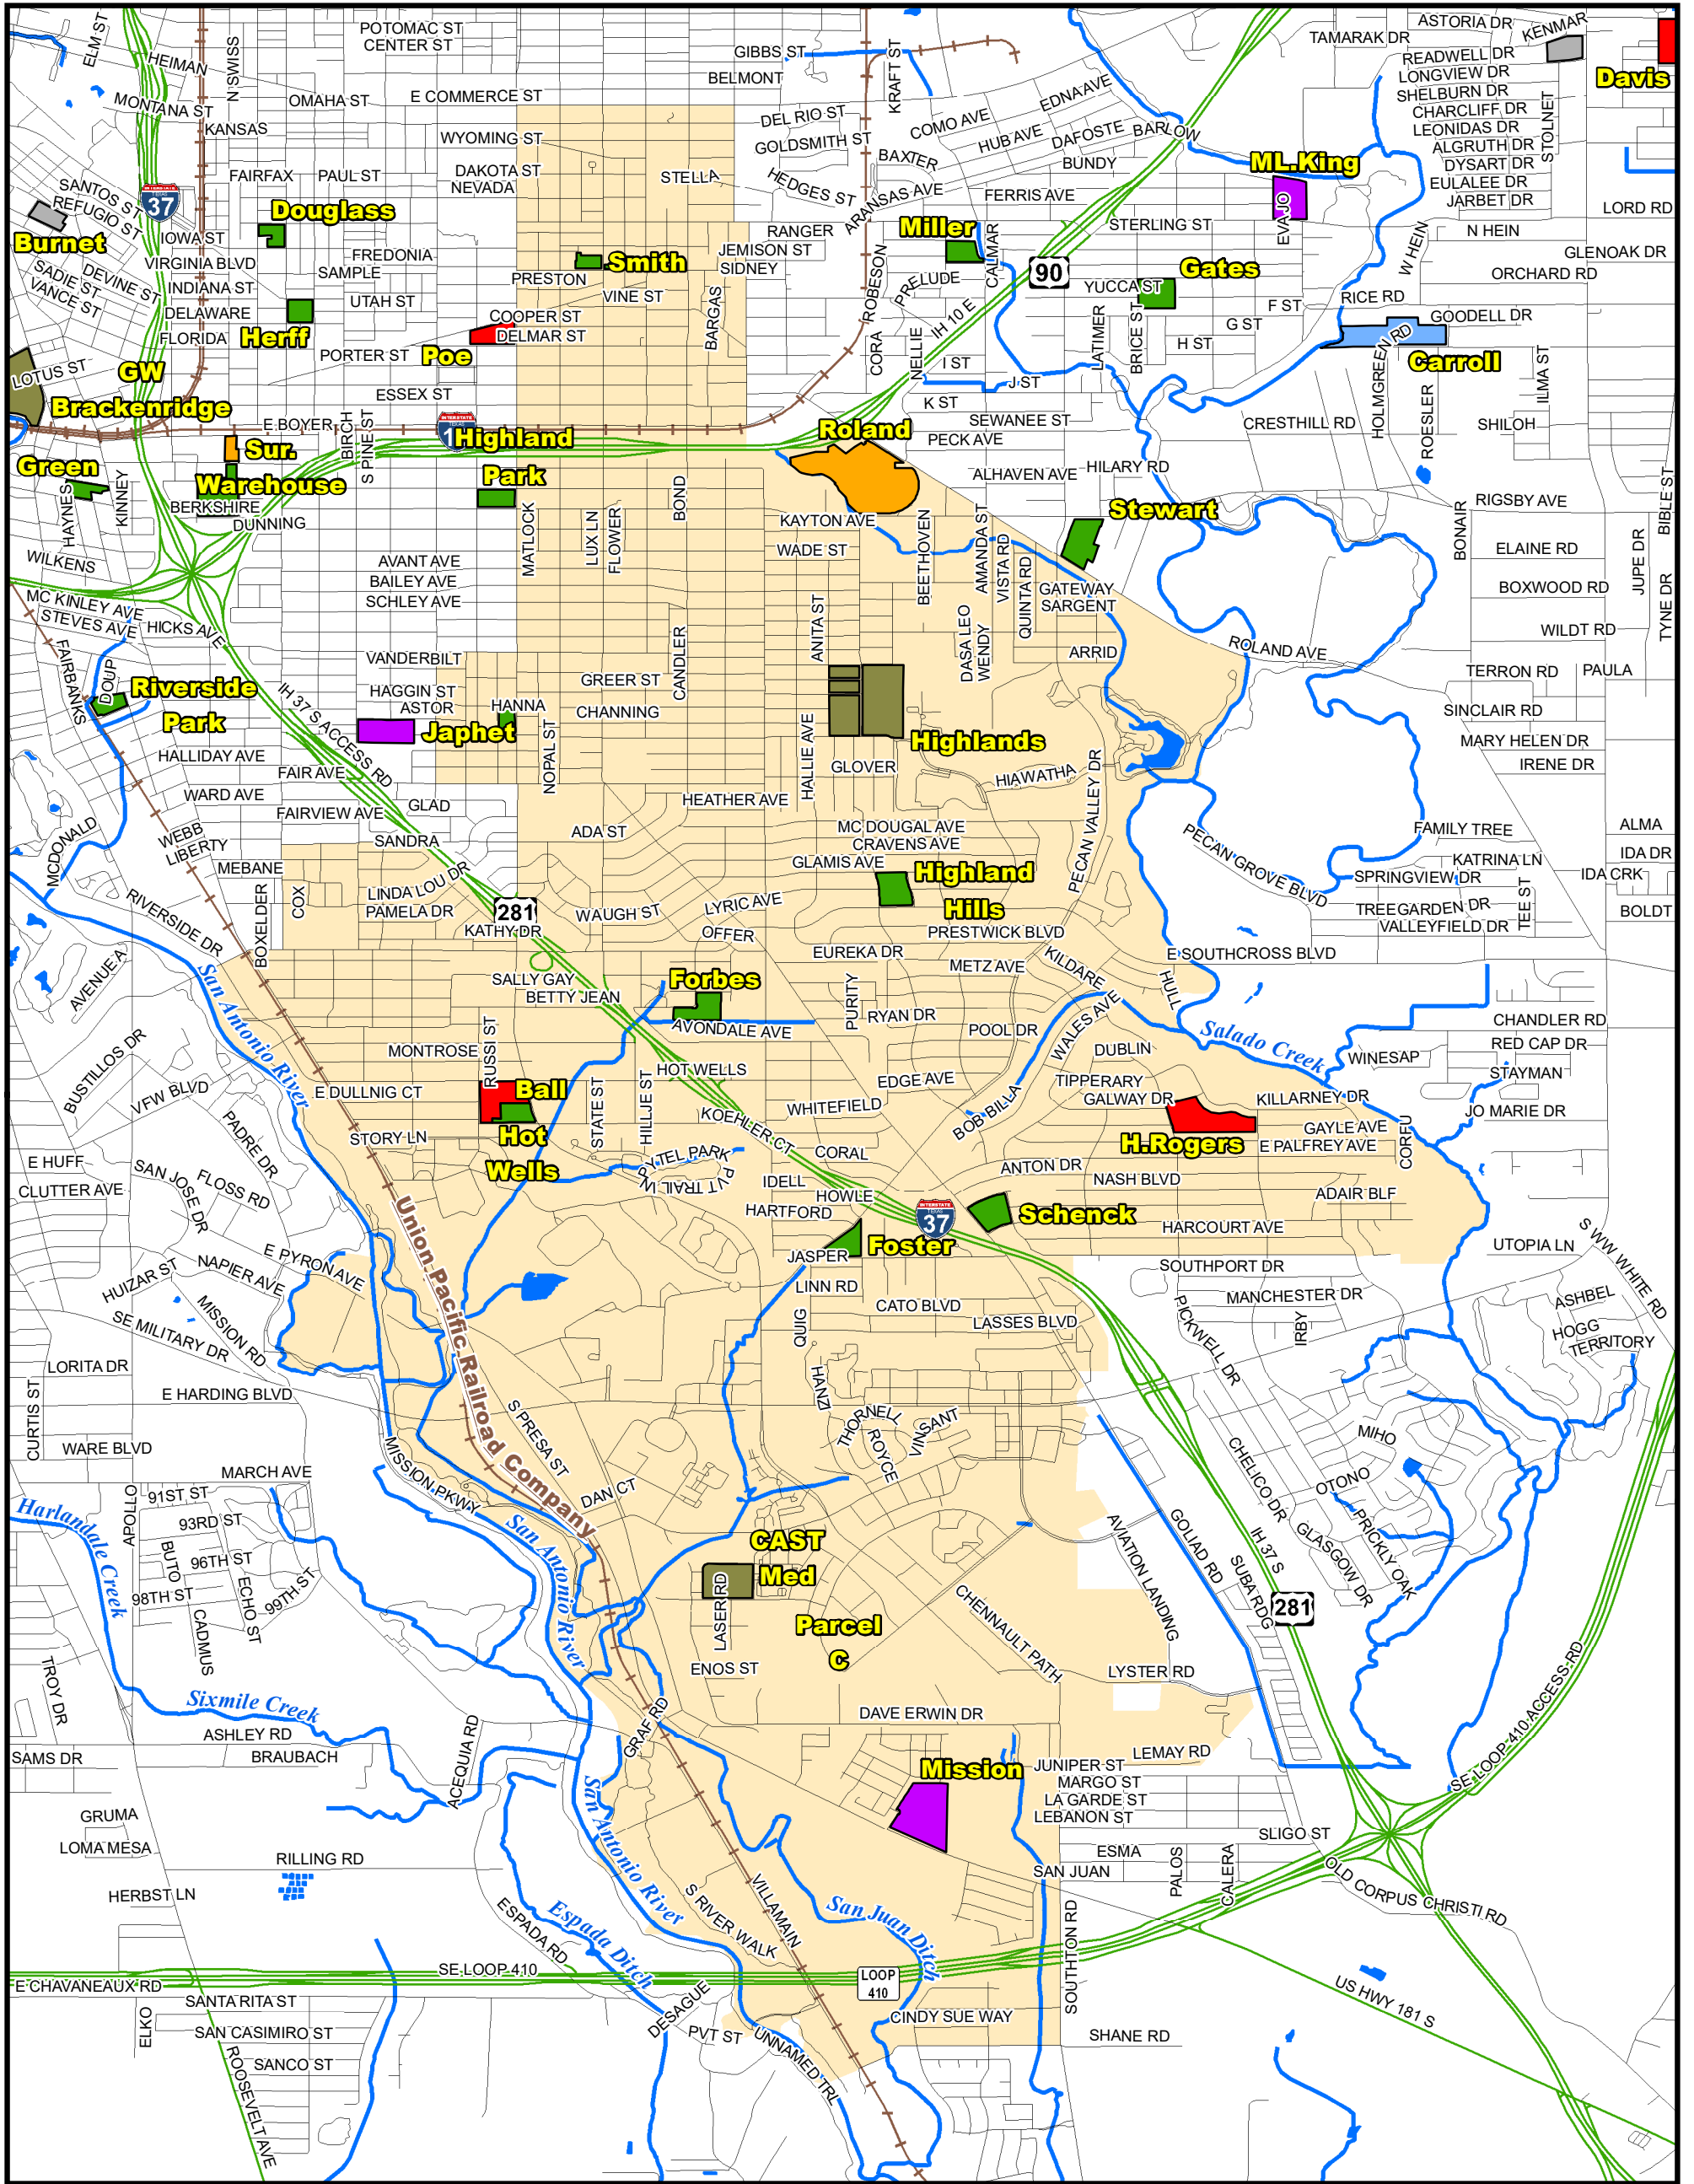 ELM ST
HEIMAN
N SWISS
POTOMAC ST
CENTER ST
GIBBS ST
BELMONT
KRAFT ST
TAMARAK DR
ASTORIA DR
KENMAR
READWELL DR
LONGVIEW DR
SHELBURN DR
CHARCLIFF DR
LEONIDAS DR
ALGRUTH DR
DYSART DR
EULALEE DR
JARBET DR
STOLNET
Davis
MONTANA ST
OMAHA ST
E COMMERCE ST
KANSAS
WYOMING ST
DEL RIO ST
GOLDSMITH ST
COMO AVE
EDNA AVE
HUB AVE
DAFOSTE
BARLOW
BUNDY
BAXTER
FAIRFAX
PAUL ST
DAKOTA ST
NEVADA
STELLA
HEDGES ST
ARANSAS AVE
FERRIS AVE
ML.King
EVAJO
LORD RD
SANTOS ST
REFUGIO ST
INTERSTATE
TEXAS
37
Douglass
Burnet
IOWA ST
VIRGINIA BLVD
FREDONIA
SAMPLE
SADIE ST
DEVINE ST
VANCE ST
INDIANA ST
UTAH ST
DELAWARE
FLORIDA
Herff
PRESTON
Smith
VINE ST
COOPER ST
DELMAR ST
PORTER ST
Poe
RANGER
JEMISON ST
SIDNEY
BARGAS
Miller
CALMAR
PRELUDE
ROBESON
CORA
NELLIE
IH 10 E
90
STERLING ST
YUCCA ST
Gates
LATIMER
BRICE ST
F ST
G ST
H ST
W HEIN
N HEIN
GLENOAK DR
ORCHARD RD
RICE RD
GOODELL DR
Carroll
HOLMGREEN RD
ROESLER
ILMA ST
SHILOH
CRESTHILL RD
LOTUS ST
GW
Brackenridge
ESSEX ST
E BOYER
BIRCH
S PINE ST
Sur.
Warehouse
Green
HAYNES
KINNEY
BERKSHIRE
DUNNING
INTERSTATE
Highland
Park
Roland
I ST
J ST
K ST
SEWANEE ST
PECK AVE
ALHAVEN AVE
HILARY RD
Stewart
RIGSBY AVE
BONAIR
BIBLE ST
WILKENS
MATLOCK
LUX LN
FLOWER
BOND
KAYTON AVE
WADE ST
BEETHOVEN
AMANDA ST
VISTA RD
QUINTA RD
GATEWAY
SARGENT
ELAINE RD
BOXWOOD RD
JUPE DR
TYNE DR
AVANT AVE
BAILEY AVE
SCHLEY AVE
MC KINLEY AVE
STEVES AVE
HICKS AVE
FAIRBANKS
DOUP
Riverside
Park
VANDERBILT
HAGGIN ST
ASTOR
HANNA
Japhet
GREER ST
CHANNING
CANDLER
ANITA ST
DASA LEO
WENDY
ARRID
ROLAND AVE
WILDT RD
TERRON RD
PAULA
SINCLAIR RD
MARY HELEN DR
IRENE DR
IH 37 S ACCESS RD
HALLIDAY AVE
FAIR AVE
NOPAL ST
HALLIE AVE
Highlands
GLOVER
HIAWATHA
PECAN VALLEY DR
WARD AVE
FAIRVIEW AVE
GLAD
SANDRA
HEATHER AVE
ADA ST
MC DOUGAL AVE
CRAVENS AVE
GLAMIS AVE
Highland
Hills
PECAN GROVE BLVD
FAMILY TREE
ALMA
KATRINA LN
IDA DR
SPRINGVIEW DR
IDA CRK
TREEGARDEN DR
VALLEYFIELD DR
TEE ST
BOLDT
MCDONALD
WEBB
LIBERTY
MEBANE
COX
BOXELDER
LINDA LOU DR
PAMELA DR
281
KATHY DR
WAUGH ST
LYRIC AVE
OFFER
PRESTWICK BLVD
EUREKA DR
METZ AVE
KILDARE
E SOUTHCROSS BLVD
HULL
RIVERSIDE DR
AVENUE A
San Antonio River
SALLY GAY
BETTY JEAN
Forbes
AVONDALE AVE
PURITY
RYAN DR
POOL DR
WALES AVE
Salado Creek
CHANDLER RD
RED CAP DR
WINESAP
STAYMAN
JO MARIE DR
BUSTILLOS DR
VFW BLVD
PADRE DR
MONTROSE
RUSSI ST
E DULLNIG CT
Ball
Hot
Wells
STORY LN
STATE ST
HILLJE ST
HOT WELLS
KOEHLER CT
WHITEFIELD
EDGE AVE
BOB BILLA
DUBLIN
TIPPERARY
GALWAY DR
KILLARNEY DR
GAYLE AVE
H.Rogers
E PALFREY AVE
CORFU
E HUFF
CLUTTER AVE
SAN JOSE DR
FLOSS RD
PYTEL PARK
PVT TRAIL IN
CORAL
IDELL
HOWLE
HARTFORD
ANTON DR
NASH BLVD
ADAIR BLF
Schenck
HARCOURT AVE
UTOPIA LN
S WW WHITE RD
INTERSTATE
TEXAS
37
Foster
JASPER
LINN RD
Union Pacific Railroad Company
HUIZAR ST
NAPIER AVE
E PYRON AVE
MISSION RD
SE MILITARY DR
QUIG
CATO BLVD
LASSES BLVD
SOUTHPORT DR
MANCHESTER DR
PICKWELL DR
IRBY
ASHBEL
HOGG
TERRITORY
LORITA DR
CURTIS ST
E HARDING BLVD
HANZI
THORNELL
ROYCE
VINSANT
S PRESA ST
WARE BLVD
MARCH AVE
MISSION PKWY
DAN CT
MIHO
OTONO
CHELICO DR
PRICKLY OAK
GLASGOW DR
IH 37 S
GOLIAD RD
AVIATION LANDING
SUBA RDG
281
Harlandale Creek
APOLLO
91ST ST
93RD ST
BUTO
96TH ST
98TH ST
ECHO ST
99TH ST
CADMUS
San Antonio River
CAST
Med
LASER RD
Parcel
C
ENOS ST
CHENNAULT PATH
LYSTER RD
TROY DR
Sixmile Creek
ASHLEY RD
SAMS DR
BRAUBACH
ACEQUIA RD
GRAF RD
DAVE ERWIN DR
LEMAY RD
Mission
JUNIPER ST
MARGO ST
LA GARDE ST
LEBANON ST
SLIGO ST
ESMA
SAN JUAN
PALOS
CALERA
SE LOOP 410 ACCESS RD
OLD CORPUS CHRISTI RD
GRUMA
LOMA MESA
RILLING RD
HERBST LN
San Antonio River
ESPADA RD
Espada Ditch
S RIVER WALK
VILLAMAIN
San Juan Ditch
SOUTHTON RD
US HWY 181 S
SE LOOP 410
LOOP
410
E CHAVANEAUX RD
SANTA RITA ST
ELKO
SAN CASIMIRO ST
SANCO ST
ROOSEVELT AVE
DESAGUE
PVT ST
UNNAMED TRL
CINDY SUE WAY
SHANE RD